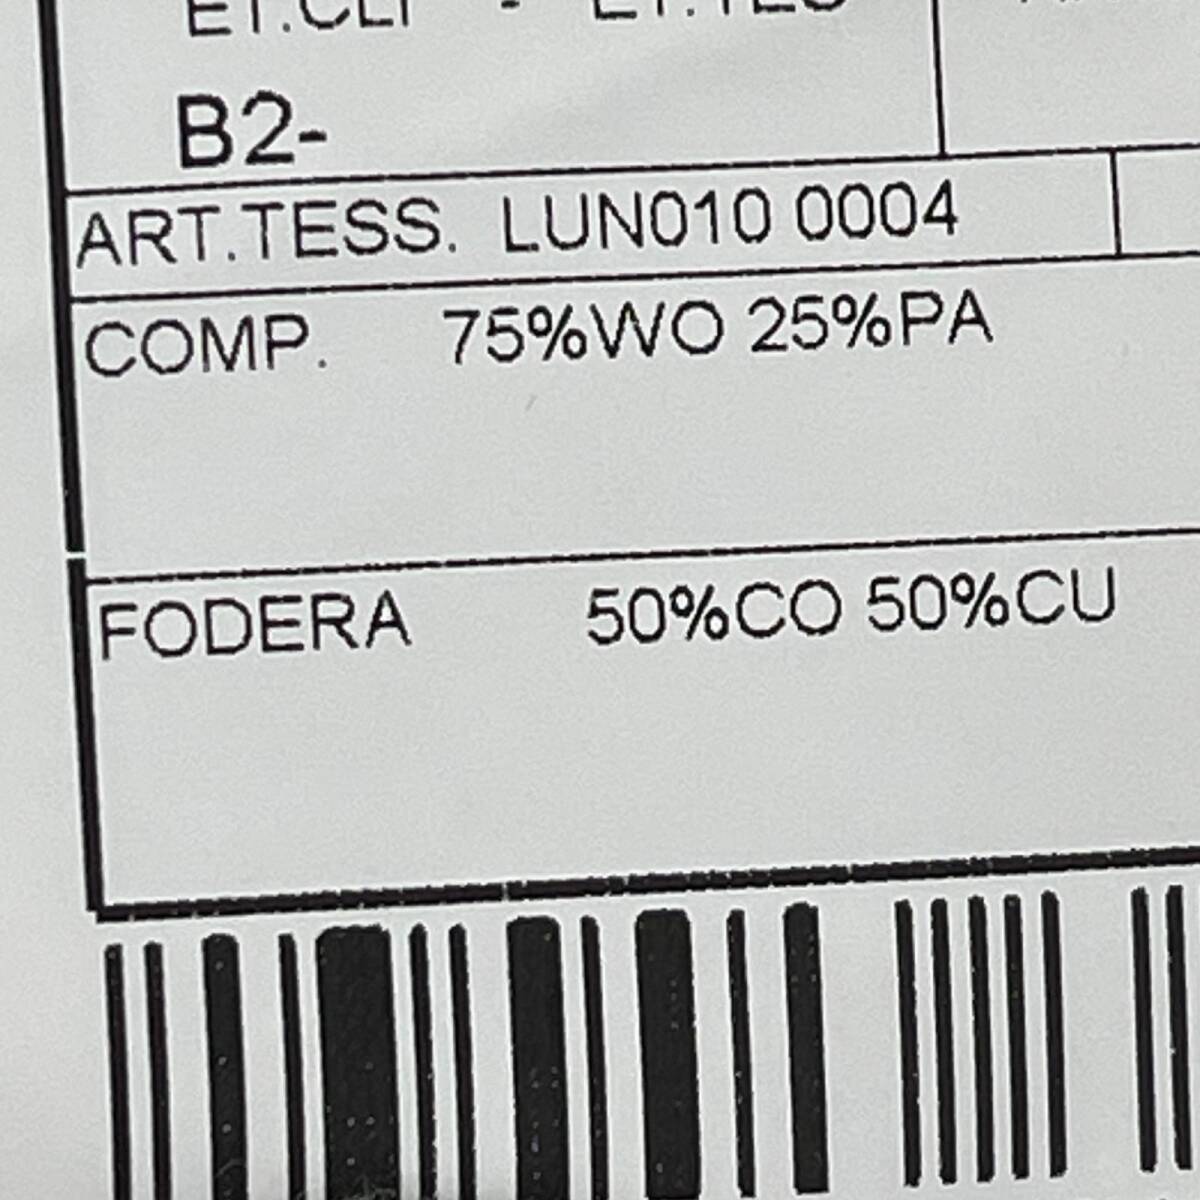 B2-
ART.TESS. LUN010 0004
COMP. 75%WO 25%PA
FODERA 50%CO 50%CU